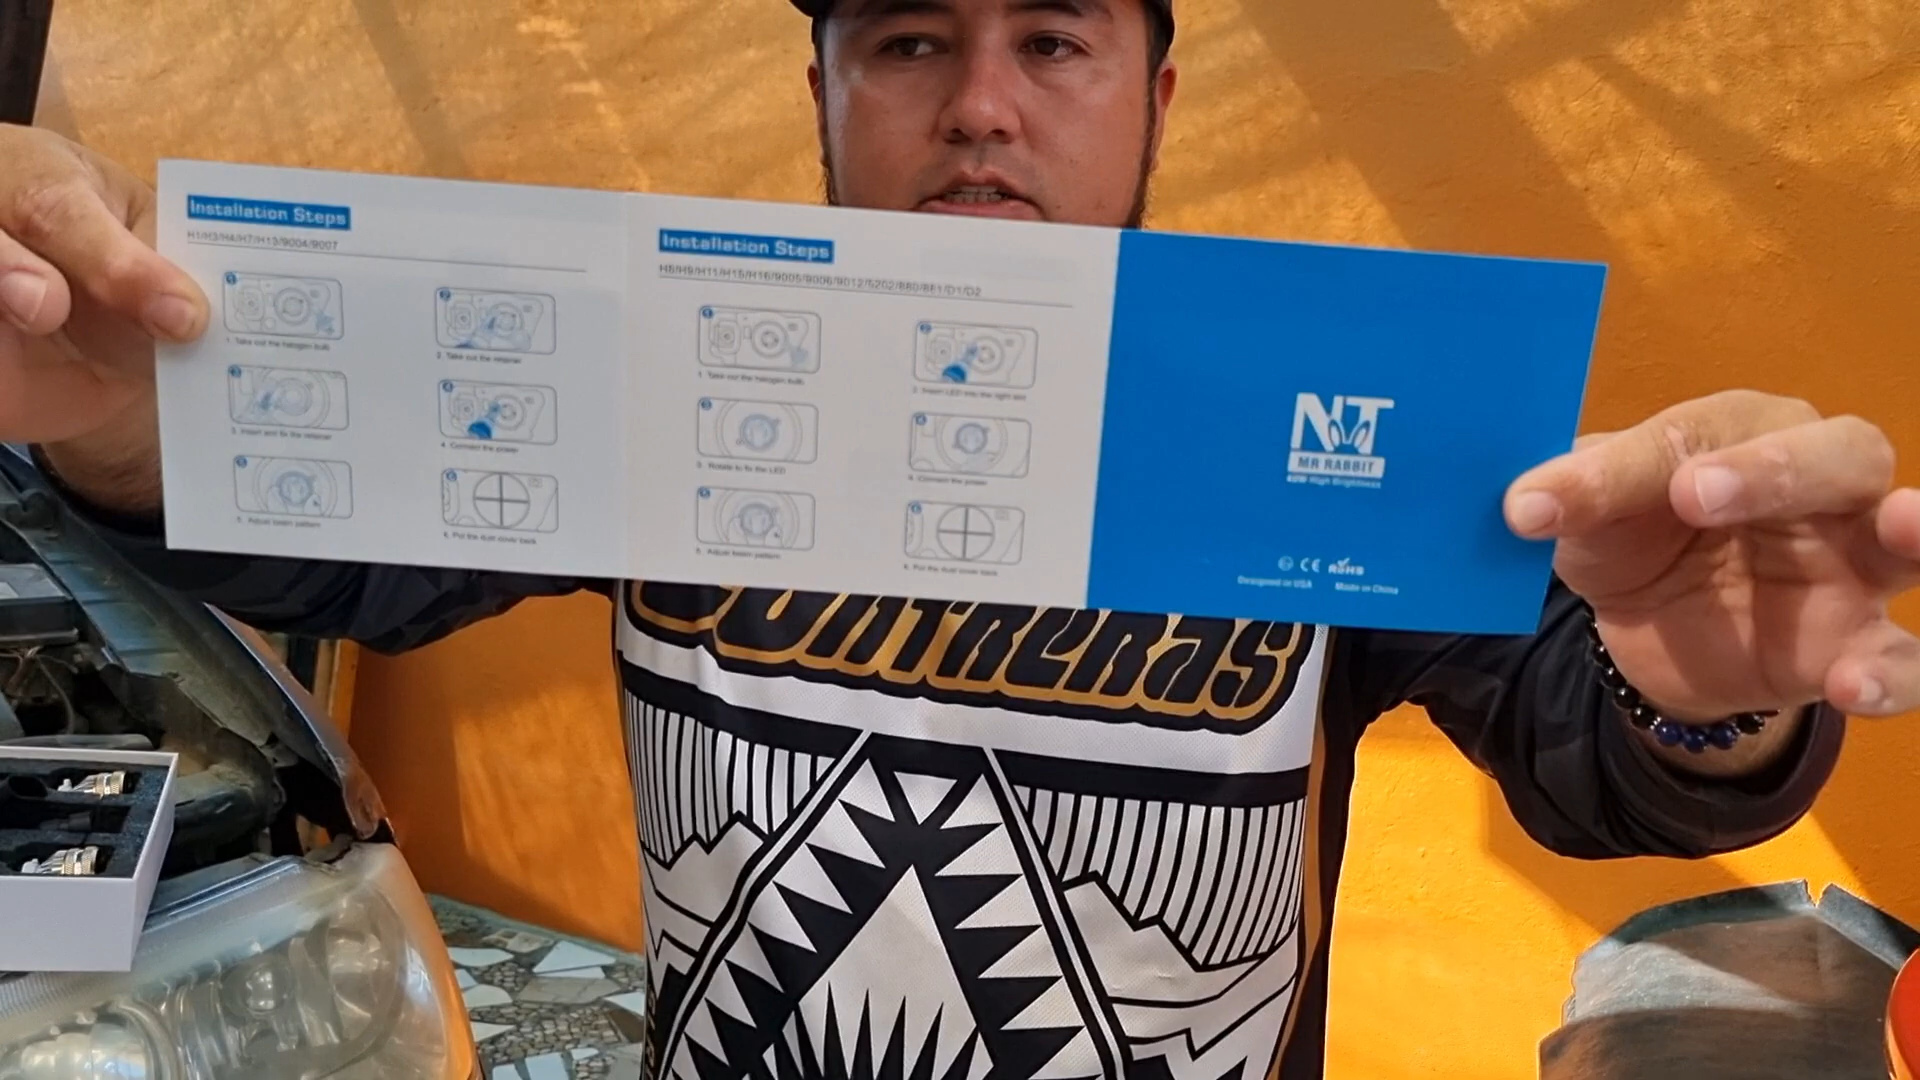 Installation Steps
H1/H3/H4/H7/H13/9004/9007
1. Take out the halogen bulb
2. Take out the retainer
3. Insert and fix the retainer
4. Connect the power
5. Adjust beam pattern
6. Put the dust cover back
Installation Steps
H8/H9/H11/H15/H16/9005/9006/9012/5202/880/881/D1/D2
1. Take out the halogen bulb
2. Insert LED into the light slot
3. Rotate to fix the LED
4. Connect the power
5. Adjust beam pattern
6. Put the dust cover back
MR RABBIT
40W High Brightness
CE RoHS
Designed in USA Made in China
CONTRERAS